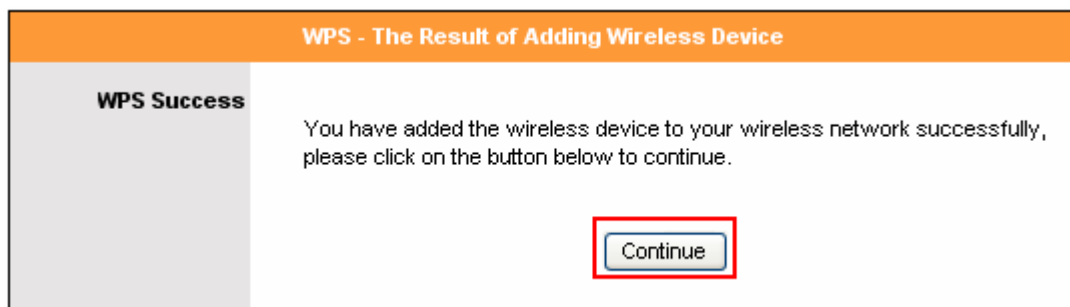 WPS - The Result of Adding Wireless Device
WPS Success
You have added the wireless device to your wireless network successfully,
please click on the button below to continue.
Continue